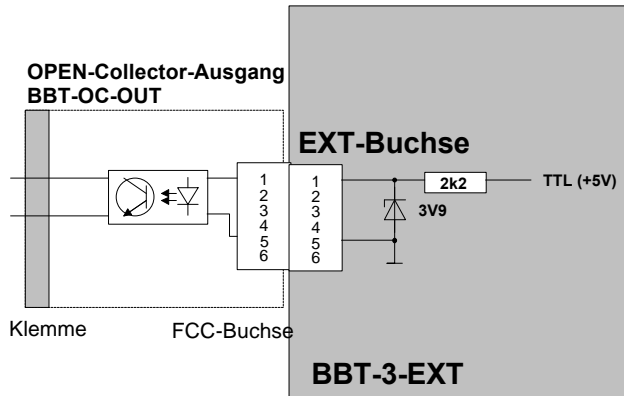 OPEN-Collector-Ausgang
BBT-OC-OUT
EXT-Buchse
1
2
3
4
5
6
1
2
3
4
5
6
2k2
TTL (+5V)
3V9
Klemme
FCC-Buchse
BBT-3-EXT